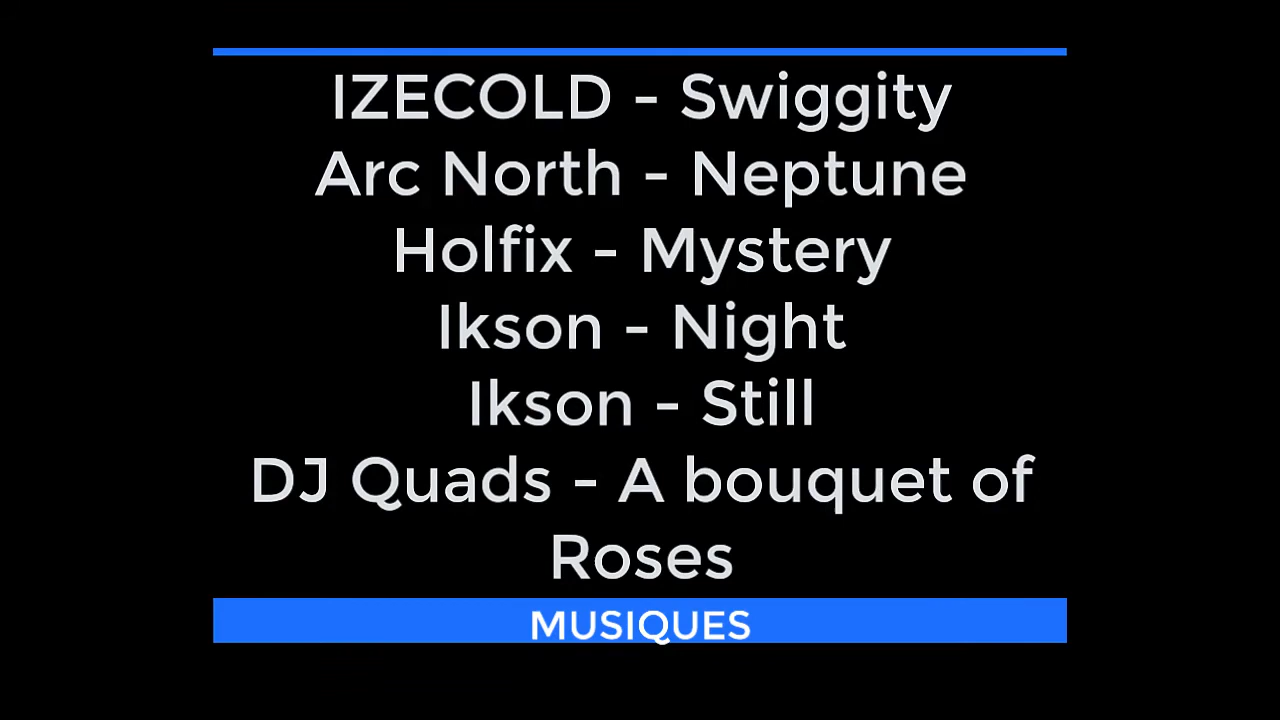 IZECOLD - Swiggity
Arc North - Neptune
Holfix - Mystery
Ikson - Night
Ikson - Still
DJ Quads - A bouquet of
Roses
MUSIQUES